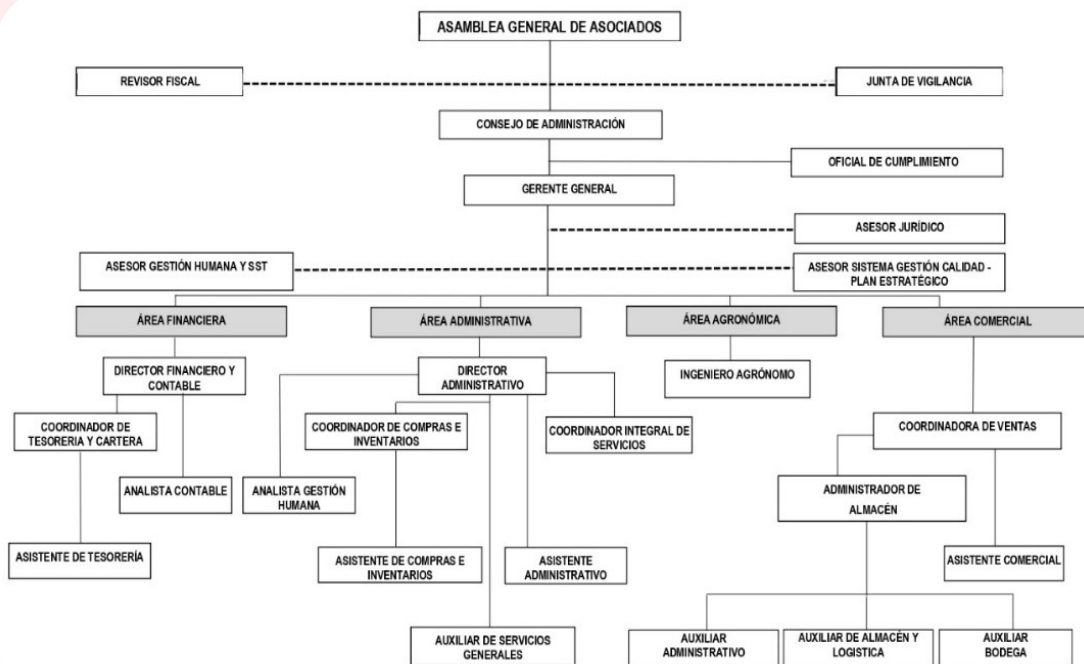 ASAMBLEA GENERAL DE ASOCIADOS
REVISOR FISCAL
JUNTA DE VIGILANCIA
CONSEJO DE ADMINISTRACIÓN
OFICIAL DE CUMPLIMIENTO
GERENTE GENERAL
ASESOR JURÍDICO
ASESOR GESTIÓN HUMANA Y SST
ASESOR SISTEMA GESTIÓN CALIDAD -
PLAN ESTRATÉGICO
ÁREA FINANCIERA
ÁREA ADMINISTRATIVA
ÁREA AGRONÓMICA
ÁREA COMERCIAL
DIRECTOR FINANCIERO Y
CONTABLE
DIRECTOR
ADMINISTRATIVO
INGENIERO AGRÓNOMO
COORDINADOR DE
TESORERIA Y CARTERA
COORDINADOR DE COMPRAS E
INVENTARIOS
COORDINADOR INTEGRAL DE
SERVICIOS
COORDINADORA DE VENTAS
ANALISTA CONTABLE
ANALISTA GESTIÓN
HUMANA
ADMINISTRADOR DE
ALMACÉN
ASISTENTE DE TESORERÍA
ASISTENTE DE COMPRAS E
INVENTARIOS
ASISTENTE
ADMINISTRATIVO
ASISTENTE COMERCIAL
AUXILIAR DE SERVICIOS
GENERALES
AUXILIAR
ADMINISTRATIVO
AUXILIAR DE ALMACÉN Y
LOGISTICA
AUXILIAR
BODEGA